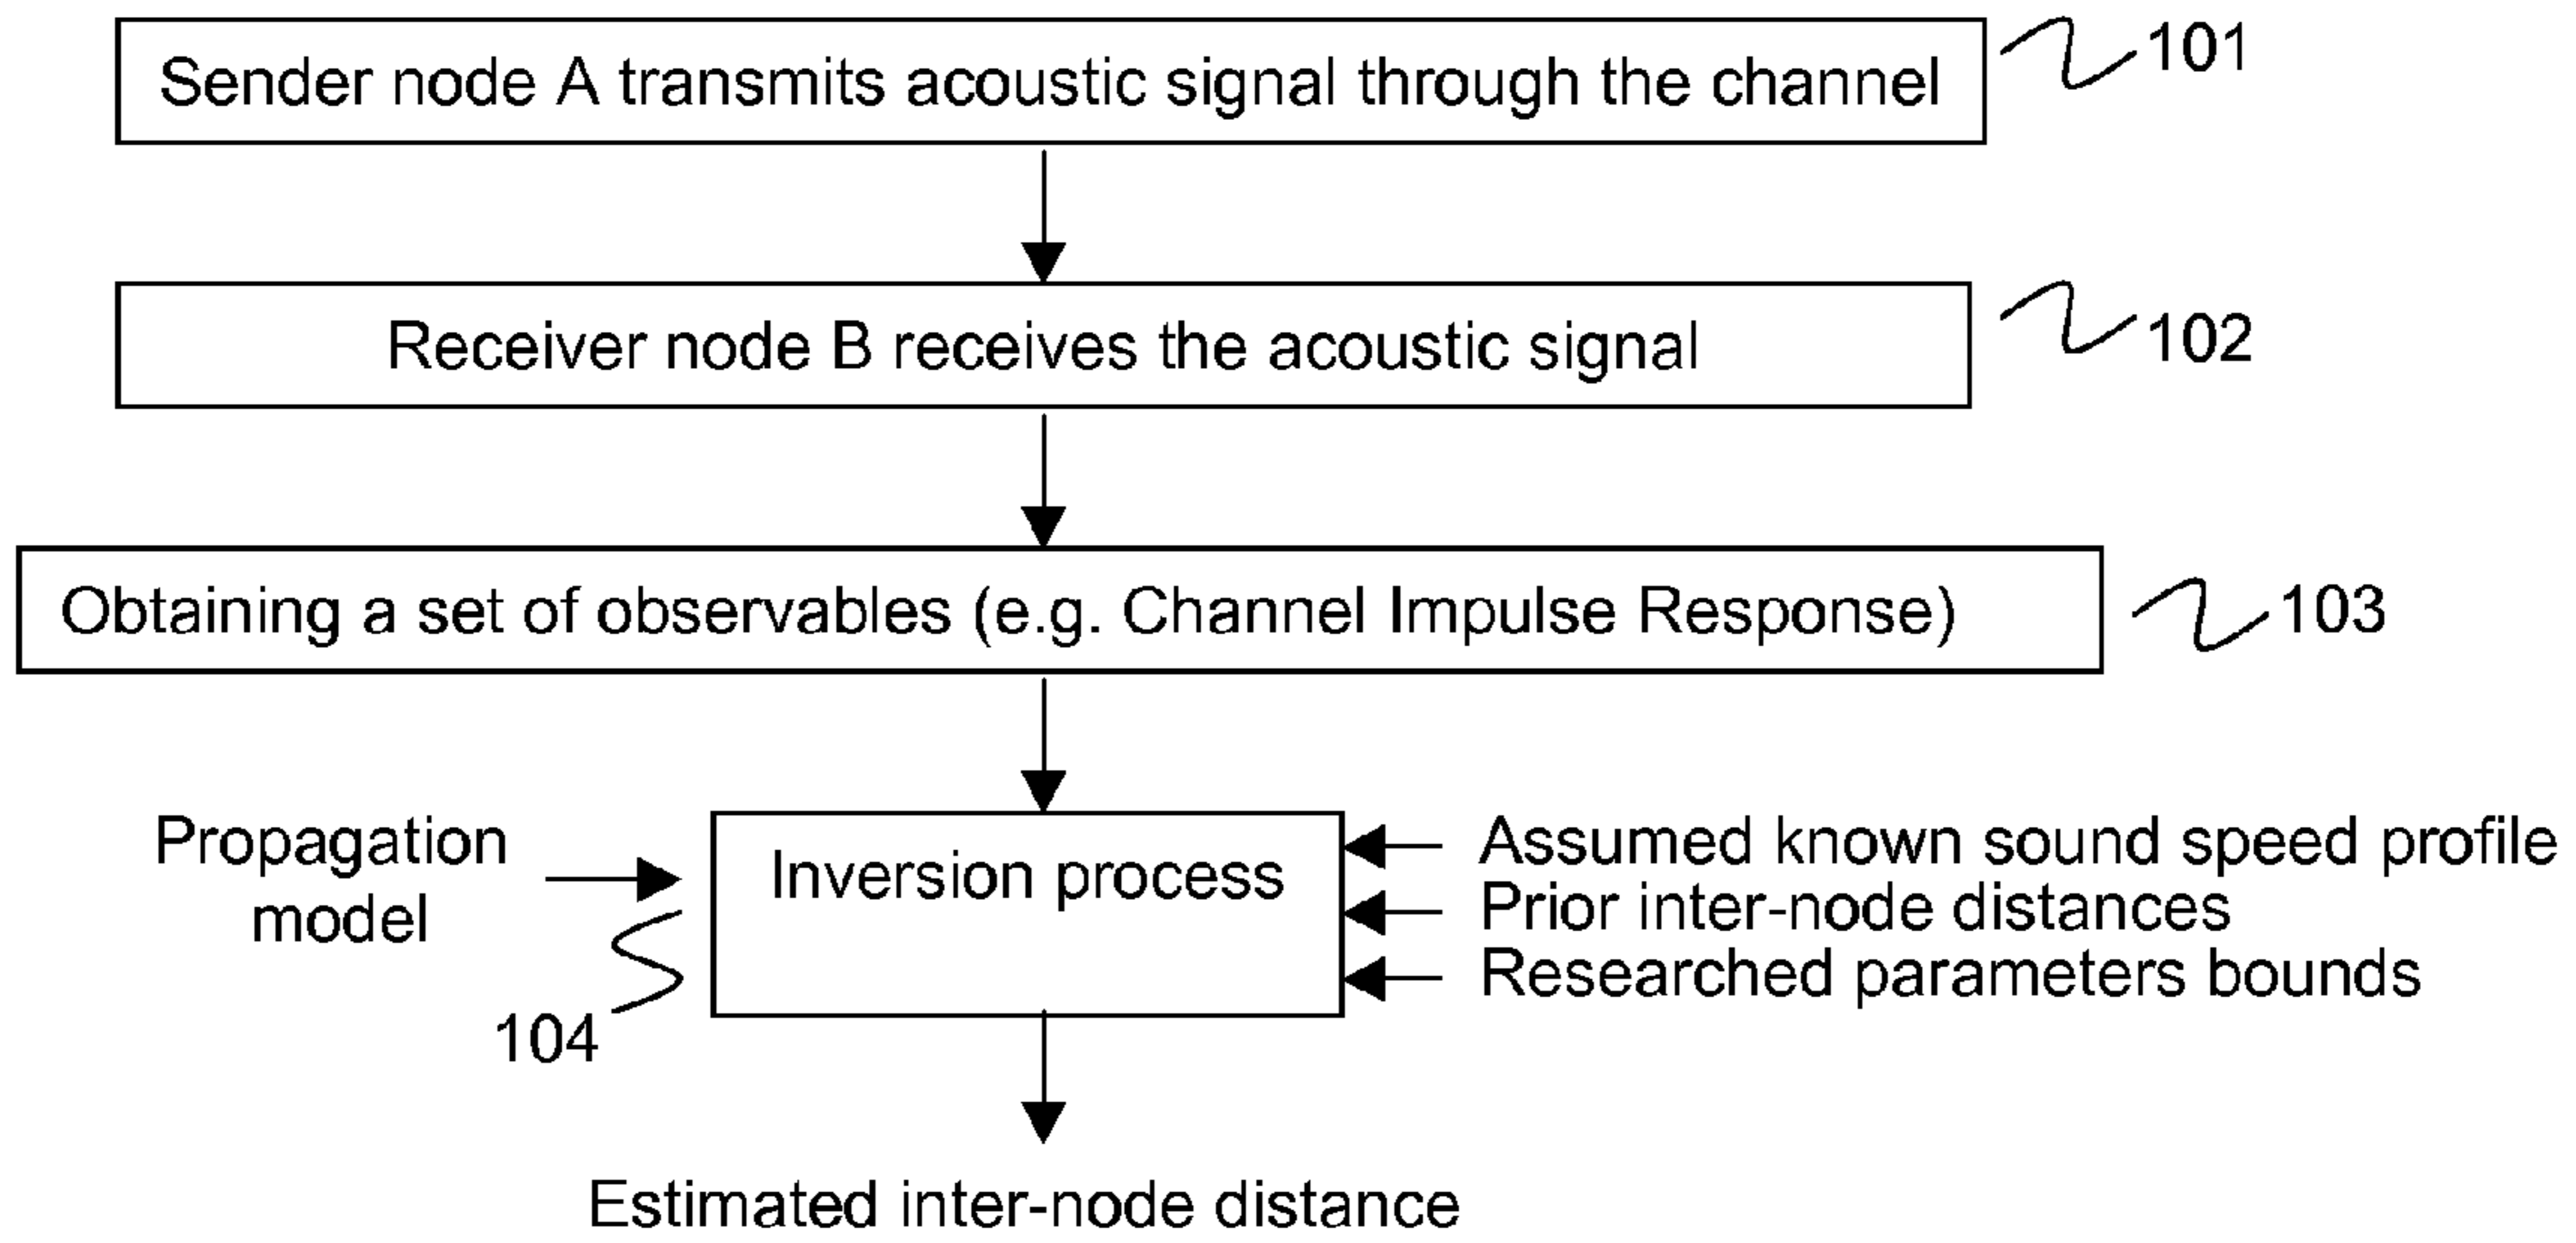 Sender node A transmits acoustic signal through the channel
101
Receiver node B receives the acoustic signal
102
Obtaining a set of observables (e.g. Channel Impulse Response)
103
Propagation
model
104
Inversion process
Assumed known sound speed profile
Prior inter-node distances
Researched parameters bounds
Estimated inter-node distance